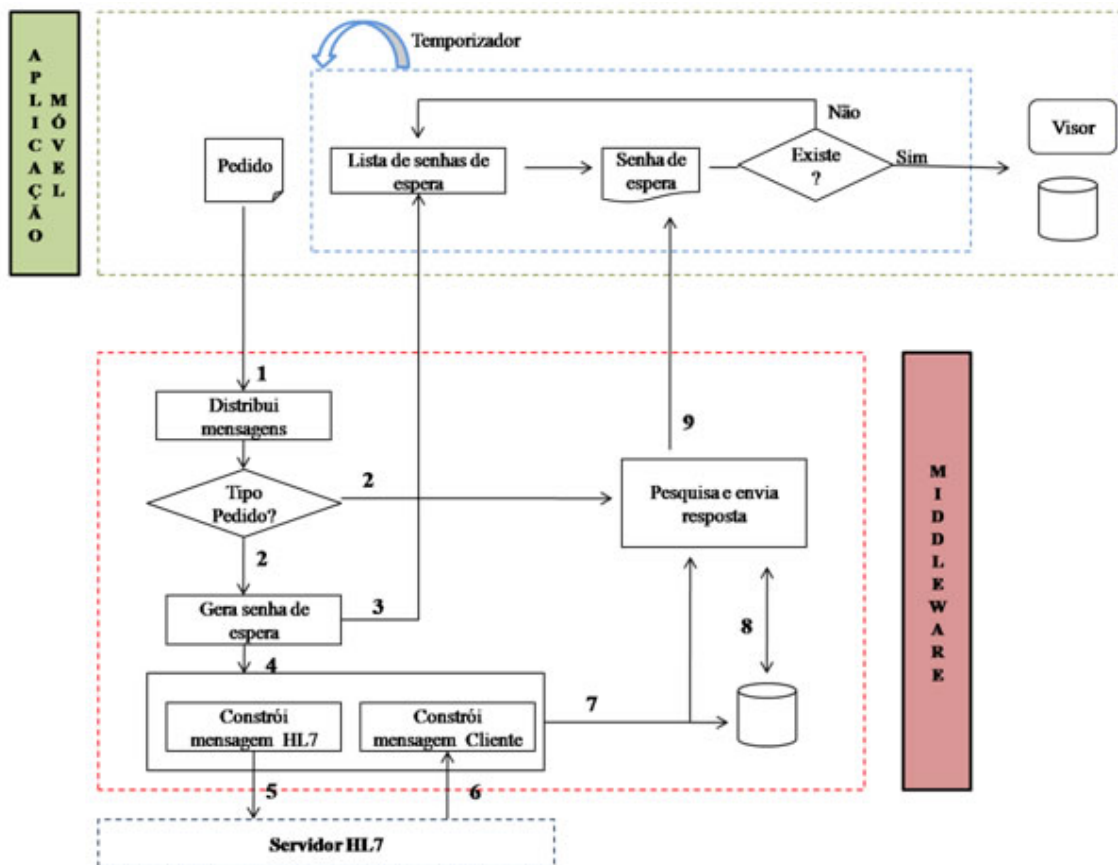 APLICAÇÃO
MÓVEL
Temporizador
Pedido
Lista de senhas de
espera
Senha de
espera
Não
Existe
?
Sim
Visor
1
Distribui
mensagens
Tipo
Pedido?
2
2
Gera senha de
espera
3
4
Constrói
mensagem HL7
Constrói
mensagem Cliente
5
6
7
8
9
Pesquisa e envia
resposta
MIDDLEWARE
Servidor HL7